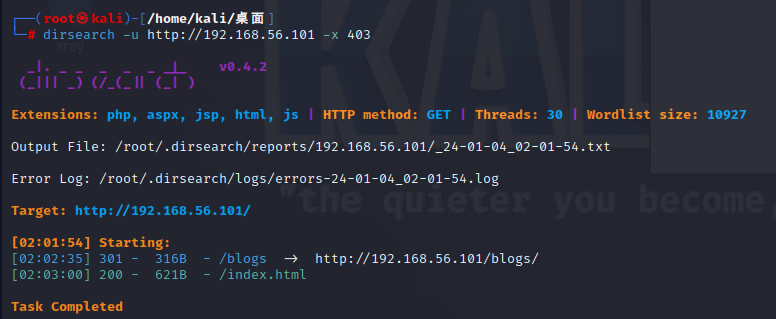 ┌──(root㉿kali)-[/home/kali/桌面]
└─# dirsearch -u http://192.168.56.101 -x 403
xray
_|. _ _  _  _  _ _|_    v0.4.2
(_||| _) (/_(_|| (_| )
Extensions: php, aspx, jsp, html, js | HTTP method: GET | Threads: 30 | Wordlist size: 10927
Output File: /root/.dirsearch/reports/192.168.56.101/_24-01-04_02-01-54.txt
Error Log: /root/.dirsearch/logs/errors-24-01-04_02-01-54.log
"the quieter you become,
Target: http://192.168.56.101/
[02:01:54] Starting:
[02:02:35] 301 -  316B  - /blogs  ->  http://192.168.56.101/blogs/
[02:03:00] 200 -  621B  - /index.html
Task Completed